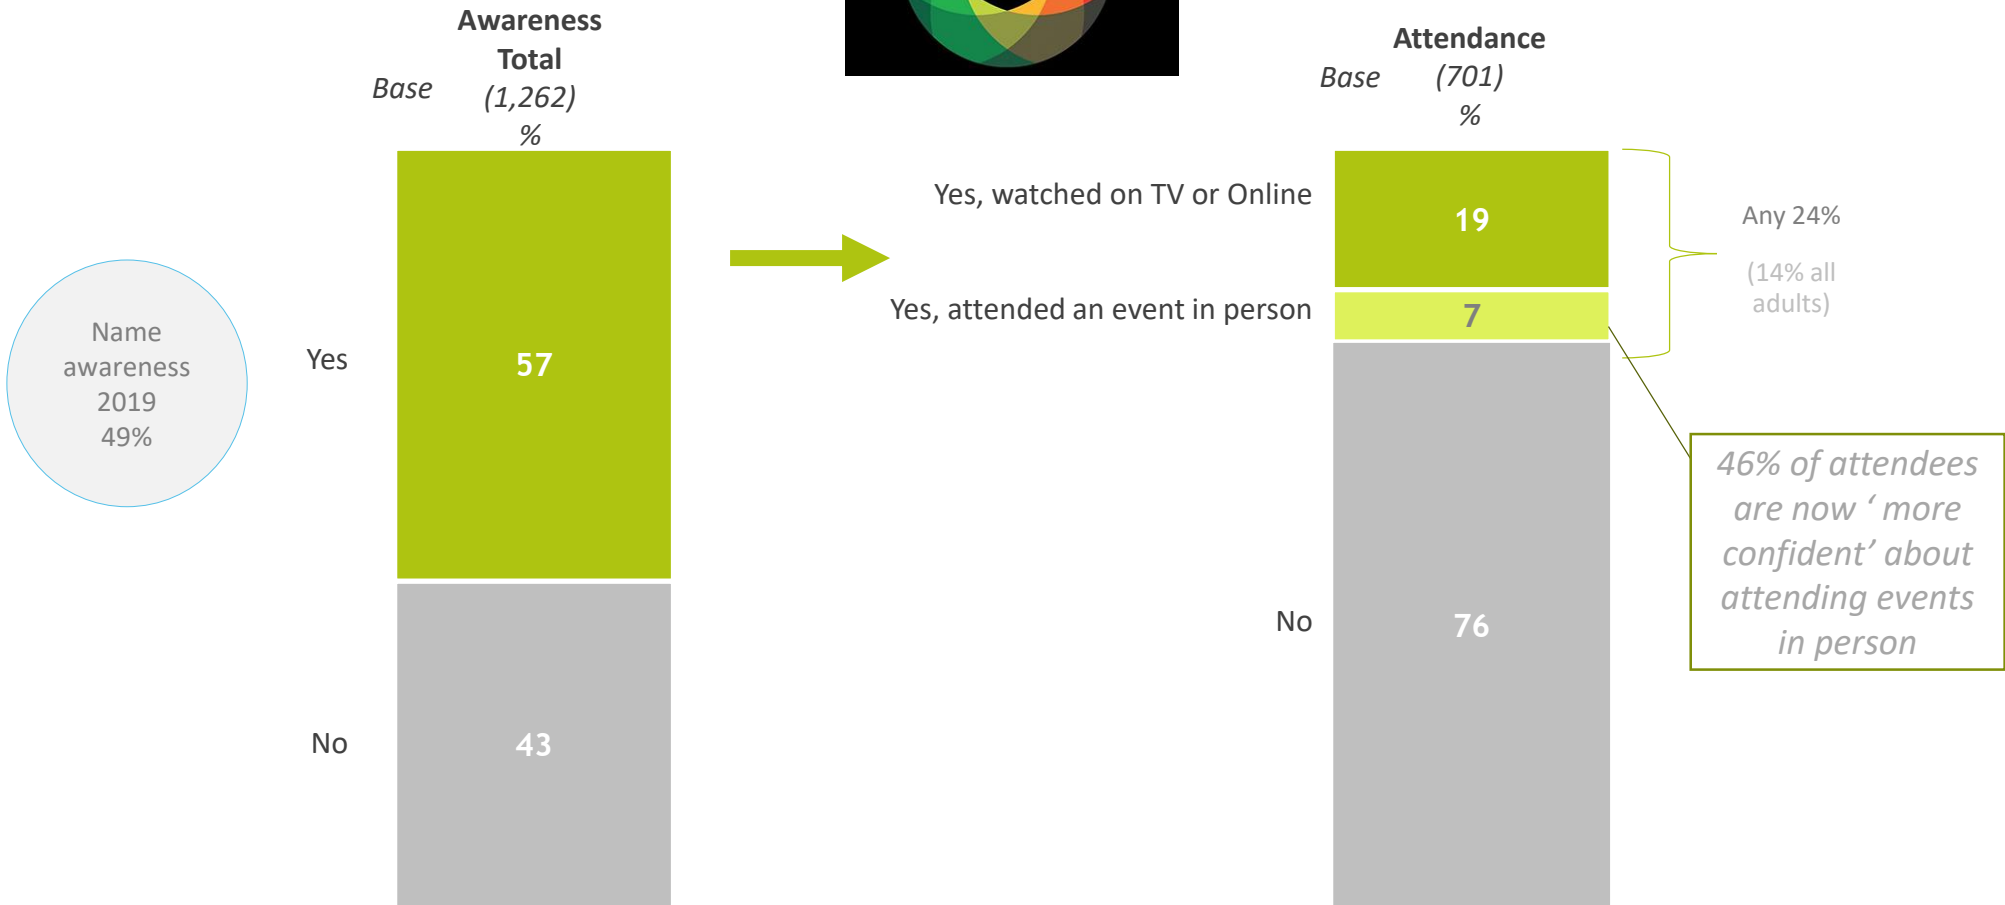 Awareness
Total
Base (1,262)
%
Attendance
Base (701)
%
Name
awareness
2019
49%
Yes
57
No
43
Yes, watched on TV or Online
19
Yes, attended an event in person
7
No
76
Any 24%
(14% all
adults)
46% of attendees
are now ‘ more
confident’ about
attending events
in person